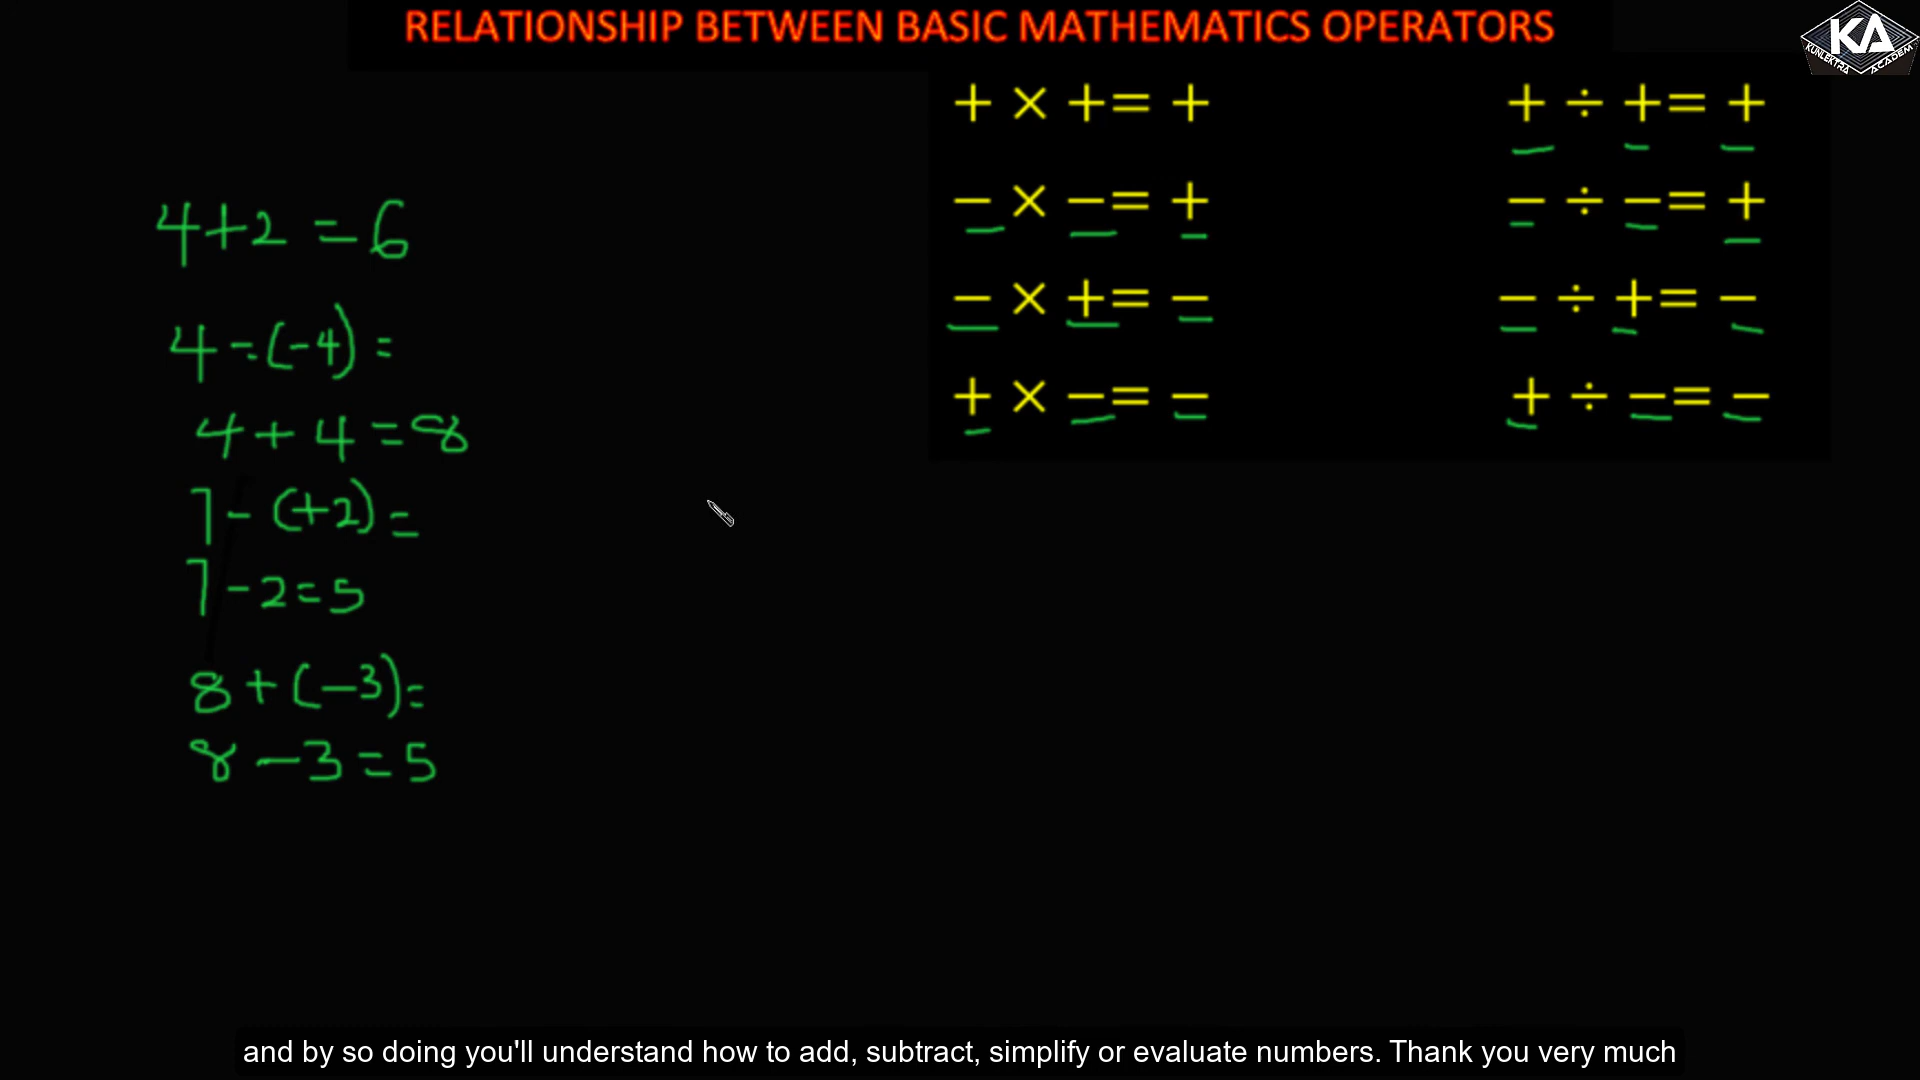 RELATIONSHIP BETWEEN BASIC MATHEMATICS OPERATORS
KA
KUNLEKTRA ACADEM
+ × + = +
+ ÷ + = +
− × − = +
− ÷ − = +
− × + = −
− ÷ + = −
+ × − = −
+ ÷ − = −
4+2 = 6
4 - (-4) =
4 + 4 = 8
7 - (+2) =
7 - 2 = 5
8 + (-3) =
8 - 3 = 5
and by so doing you'll understand how to add, subtract, simplify or evaluate numbers. Thank you very much